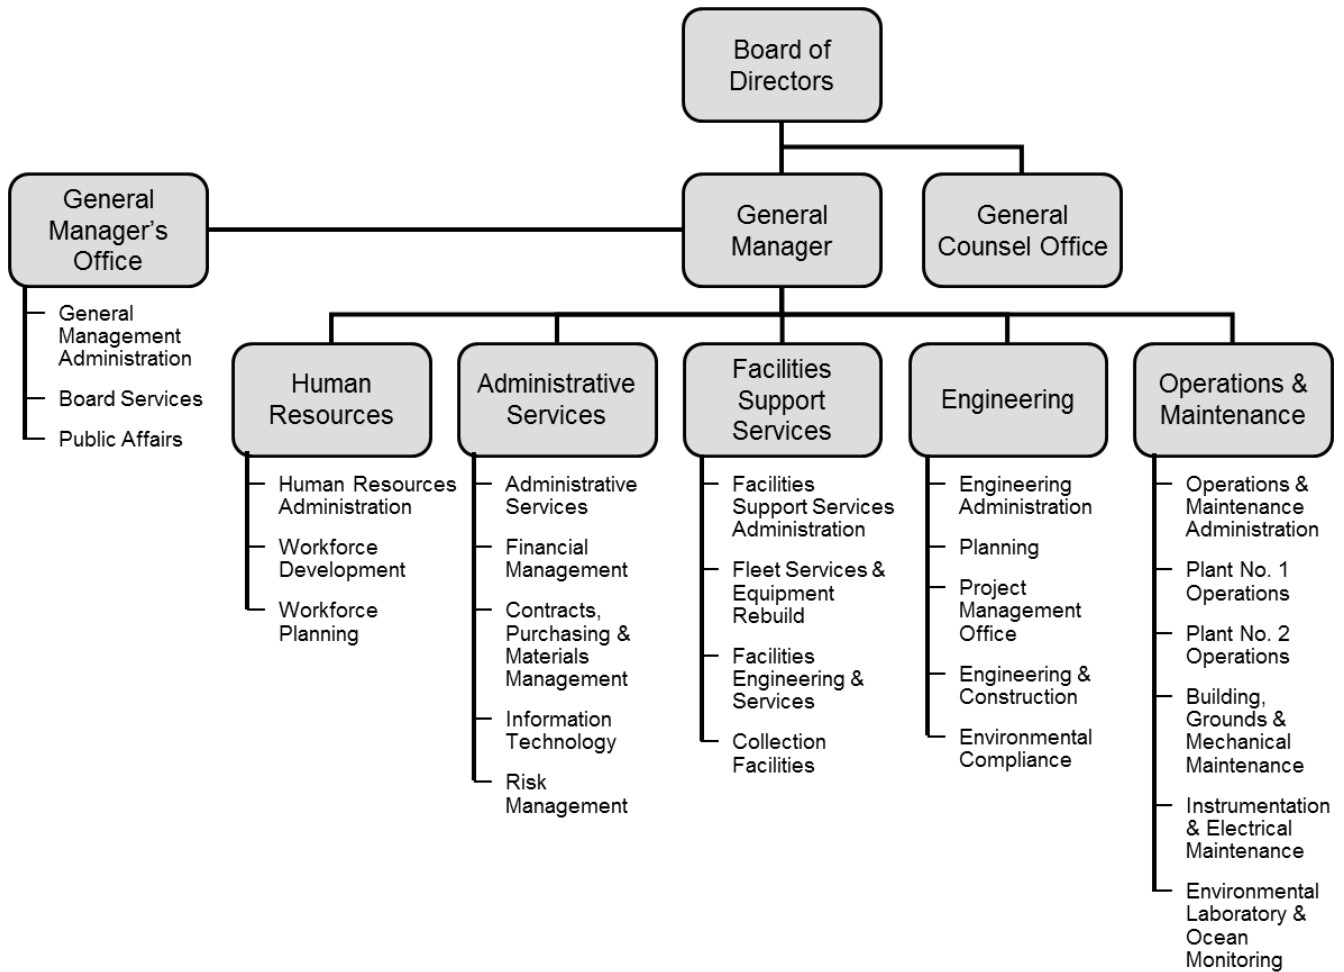 Board of
Directors
General
Manager’s
Office
General
Manager
General
Counsel Office
General
Management
Administration
Board Services
Public Affairs
Human
Resources
Human Resources
Administration
Workforce
Development
Workforce
Planning
Administrative
Services
Administrative
Services
Financial
Management
Contracts,
Purchasing &
Materials
Management
Information
Technology
Risk
Management
Facilities
Support
Services
Facilities
Support Services
Administration
Fleet Services &
Equipment
Rebuild
Facilities
Engineering &
Services
Collection
Facilities
Engineering
Engineering
Administration
Planning
Project
Management
Office
Engineering &
Construction
Environmental
Compliance
Operations &
Maintenance
Operations &
Maintenance
Administration
Plant No. 1
Operations
Plant No. 2
Operations
Building,
Grounds &
Mechanical
Maintenance
Instrumentation
& Electrical
Maintenance
Environmental
Laboratory &
Ocean
Monitoring